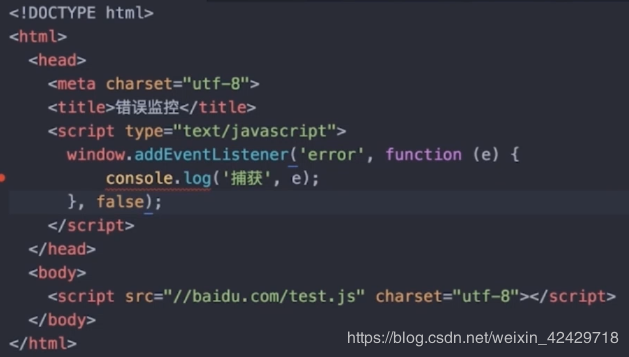 <!DOCTYPE html>
<html>
<head>
<meta charset="utf-8">
<title>错误监控</title>
<script type="text/javascript">
window.addEventListener('error', function (e) {
console.log('捕获', e);
}, false);
</script>
</head>
<body>
<script src="//baidu.com/test.js" charset="utf-8"></script>
</body>
</html>
https://blog.csdn.net/weixin_42429718